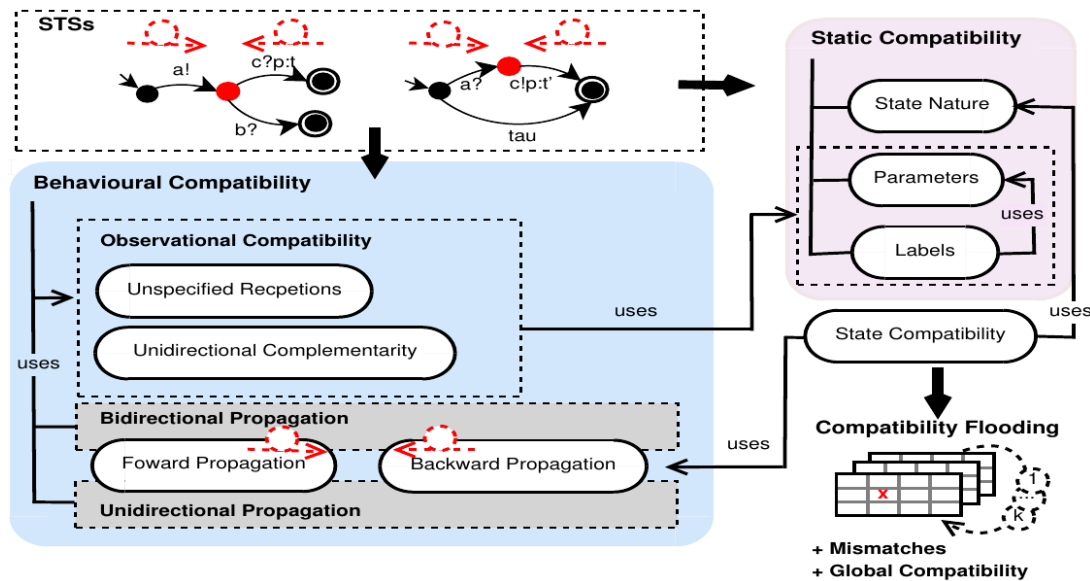 STSs
a!
c?p:t
b?
a?
c!p:t'
tau
Static Compatibility
State Nature
Parameters
uses
Labels
Behavioural Compatibility
Observational Compatibility
Unspecified Recpetions
Unidirectional Complementarity
uses
uses
uses
State Compatibility
Bidirectional Propagation
Foward Propagation
Backward Propagation
uses
Unidirectional Propagation
Compatibility Flooding
x
1
...
k
+ Mismatches
+ Global Compatibility